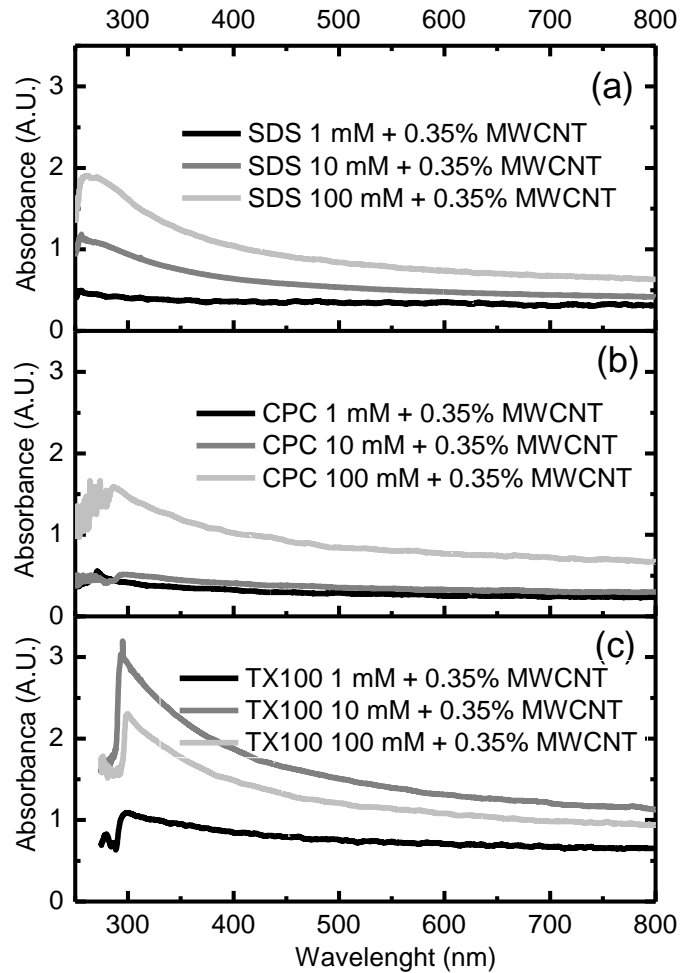 300 400 500 600 700 800
(a)
3
SDS 1 mM + 0.35% MWCNT
SDS 10 mM + 0.35% MWCNT
2
SDS 100 mM + 0.35% MWCNT
1
0
Absorbance (A.U.)
(b)
3
CPC 1 mM + 0.35% MWCNT
CPC 10 mM + 0.35% MWCNT
2
CPC 100 mM + 0.35% MWCNT
1
0
Absorbance (A.U.)
(c)
3
TX100 1 mM + 0.35% MWCNT
TX100 10 mM + 0.35% MWCNT
2
TX100 100 mM + 0.35% MWCNT
1
0
Absorbanca (A.U.)
300 400 500 600 700 800
Wavelenght (nm)